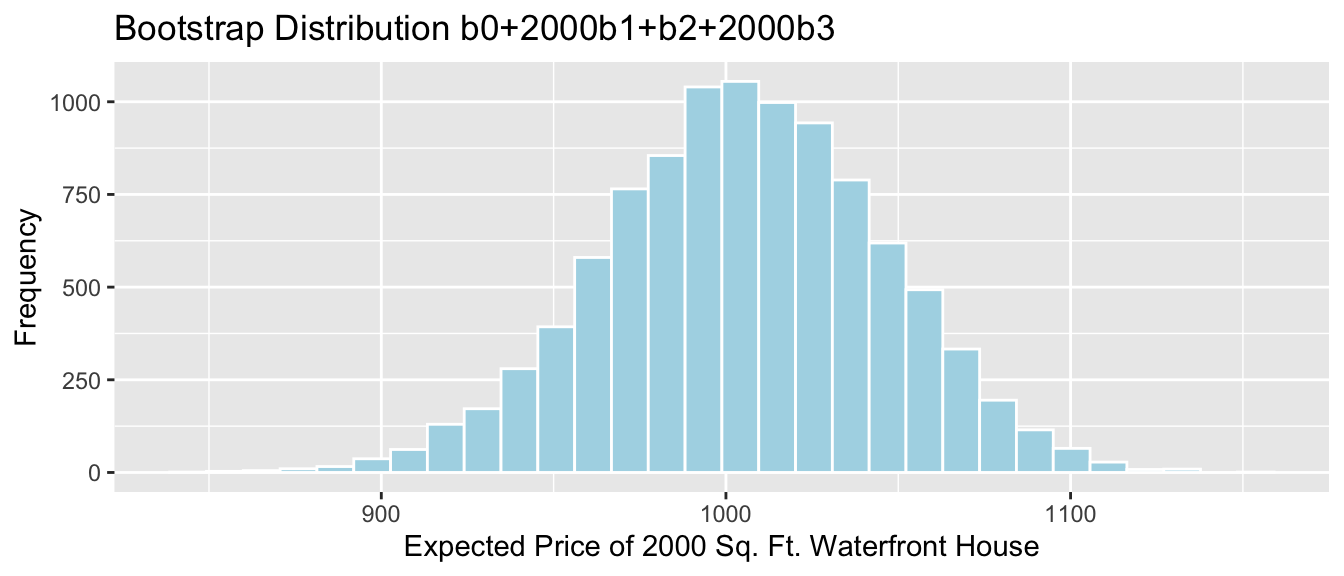 Bootstrap Distribution b0+2000b1+b2+2000b3
Frequency
1000
750
500
250
0
900 1000 1100
Expected Price of 2000 Sq. Ft. Waterfront House